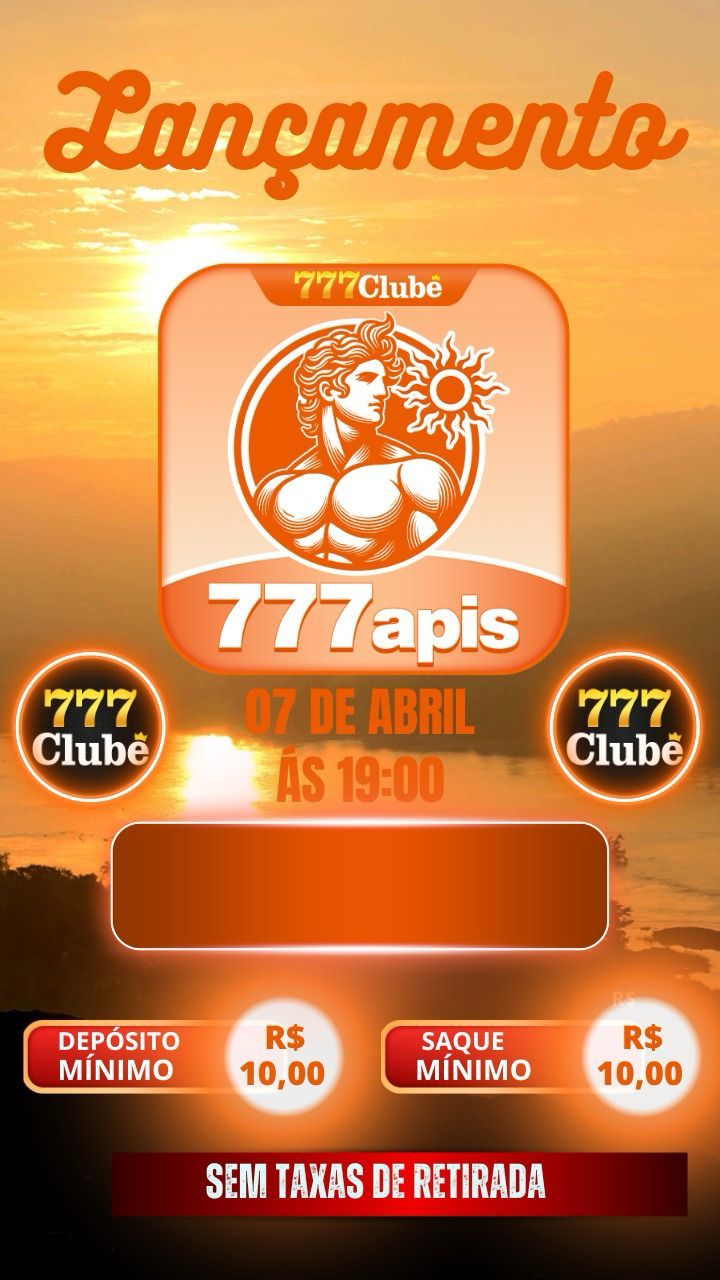 Lançamento
777Clube
777apis
777
Clube
07 DE ABRIL
ÁS 19:00
777
Clube
R$
DEPÓSITO
MÍNIMO
R$
10,00
SAQUE
MÍNIMO
R$
10,00
SEM TAXAS DE RETIRADA